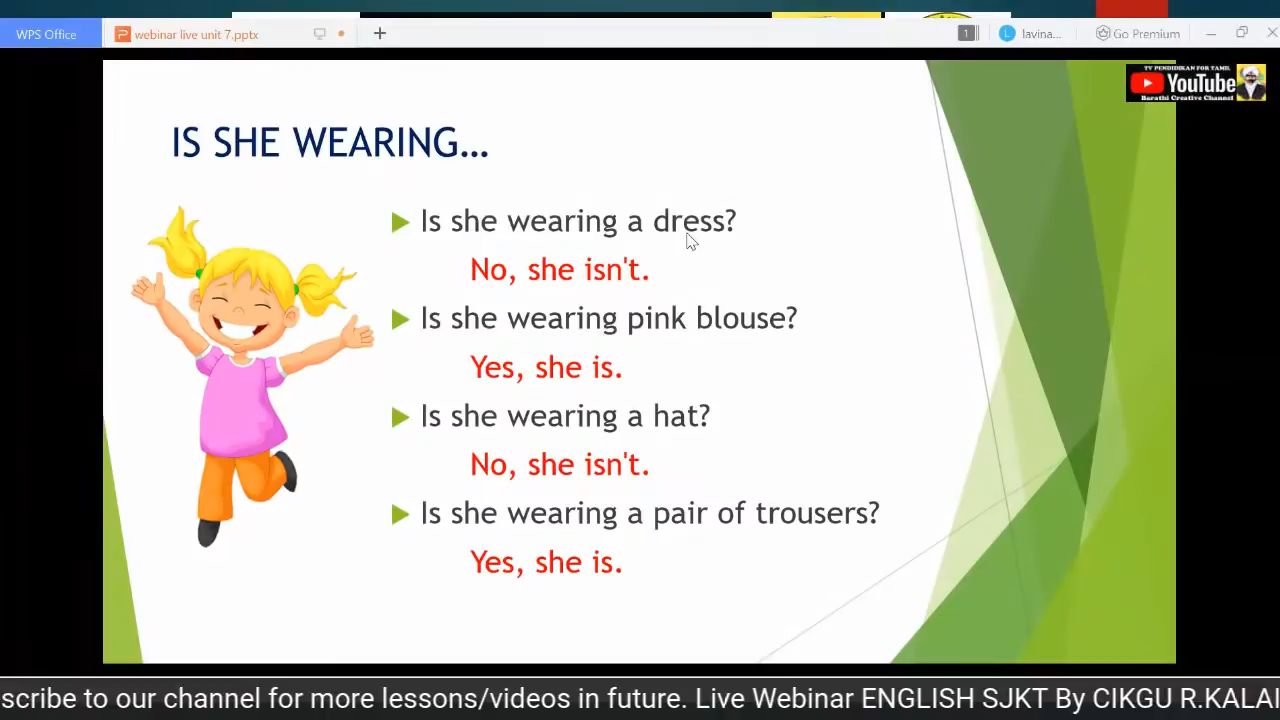 WPS Office
webinar live unit 7.pptx
1
lavina...
Go Premium
TV PENDIDIKAN FOR TAMIL
YouTube
Barathi Creative Channel
IS SHE WEARING...
Is she wearing a dress?
No, she isn't.
Is she wearing pink blouse?
Yes, she is.
Is she wearing a hat?
No, she isn't.
Is she wearing a pair of trousers?
Yes, she is.
scribe to our channel for more lessons/videos in future. Live Webinar ENGLISH SJKT By CIKGU R.KALAI